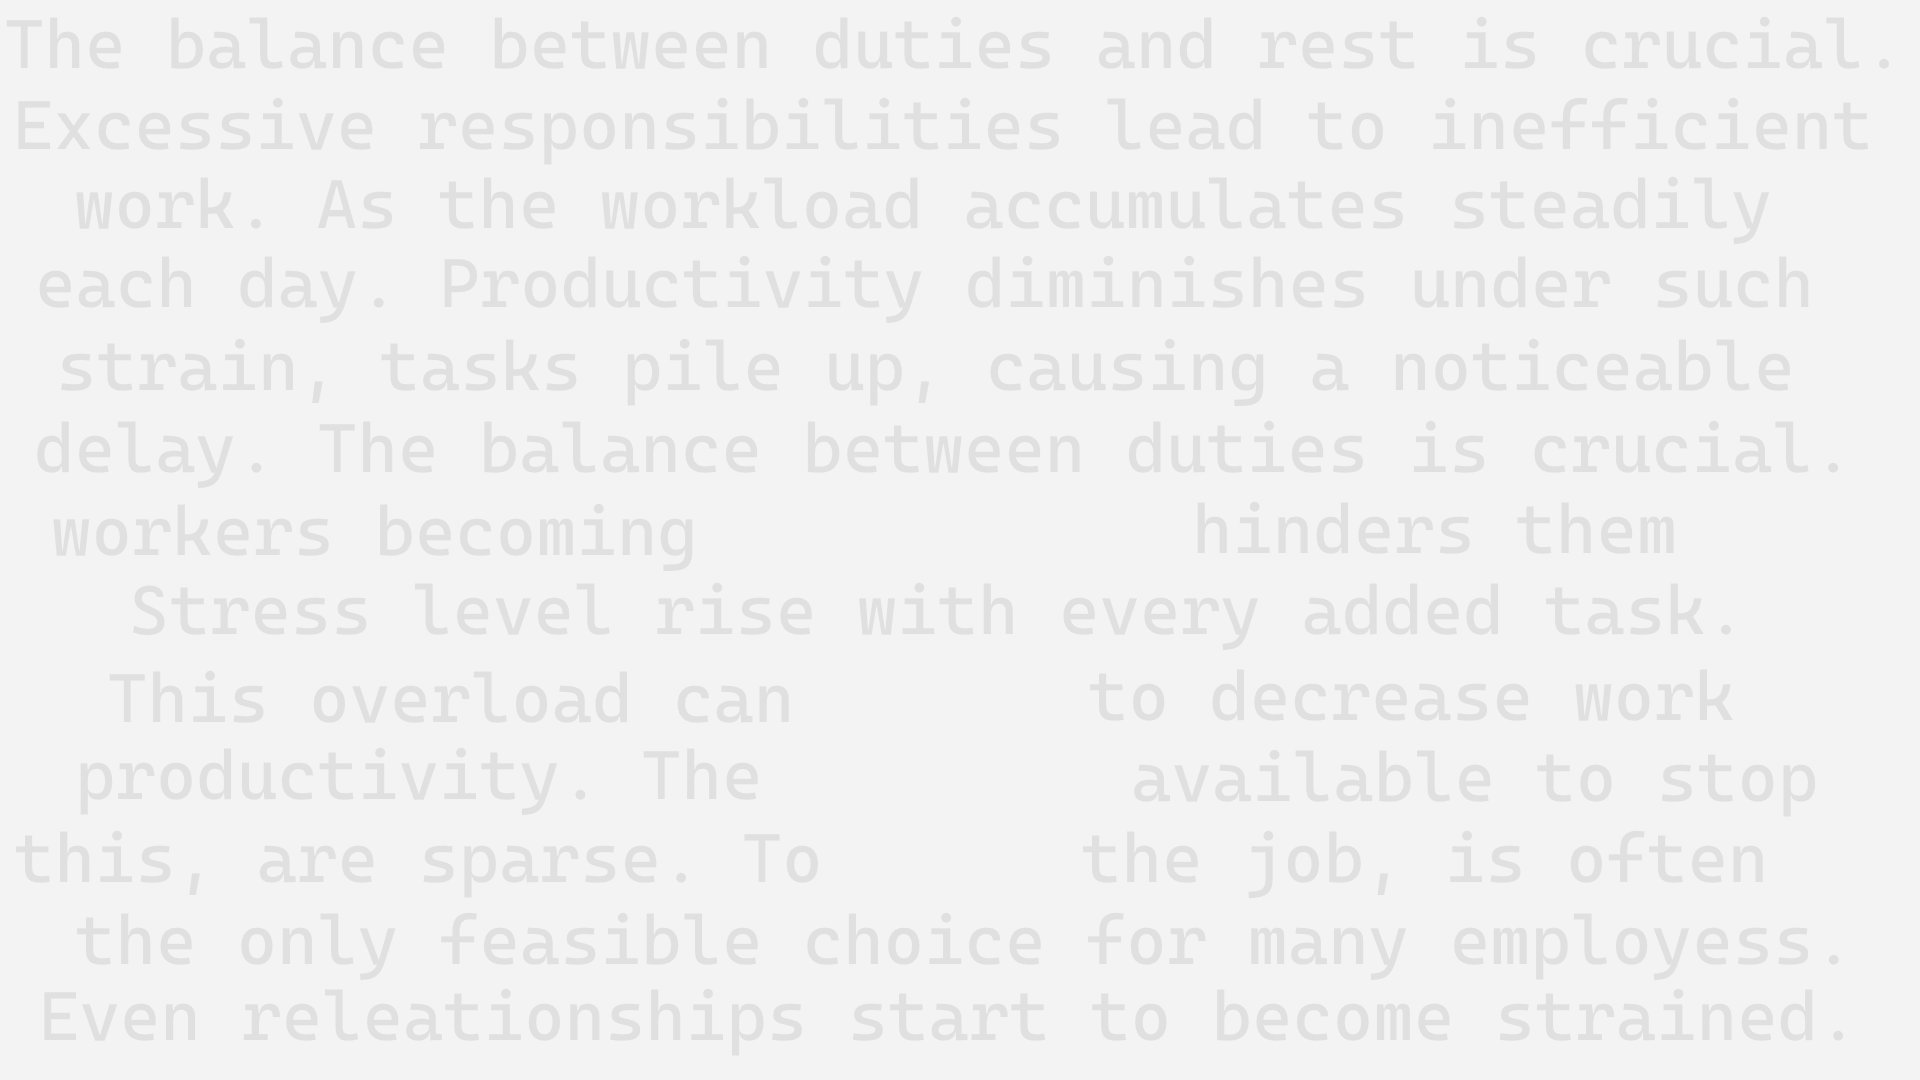 The balance between duties and rest is crucial.
Excessive responsibilities lead to inefficient
work. As the workload accumulates steadily
each day. Productivity diminishes under such
strain, tasks pile up, causing a noticeable
delay. The balance between duties is crucial.
workers becoming hinders them
Stress level rise with every added task.
This overload can to decrease work
productivity. The available to stop
this, are sparse. To the job, is often
the only feasible choice for many employess.
Even releationships start to become strained.